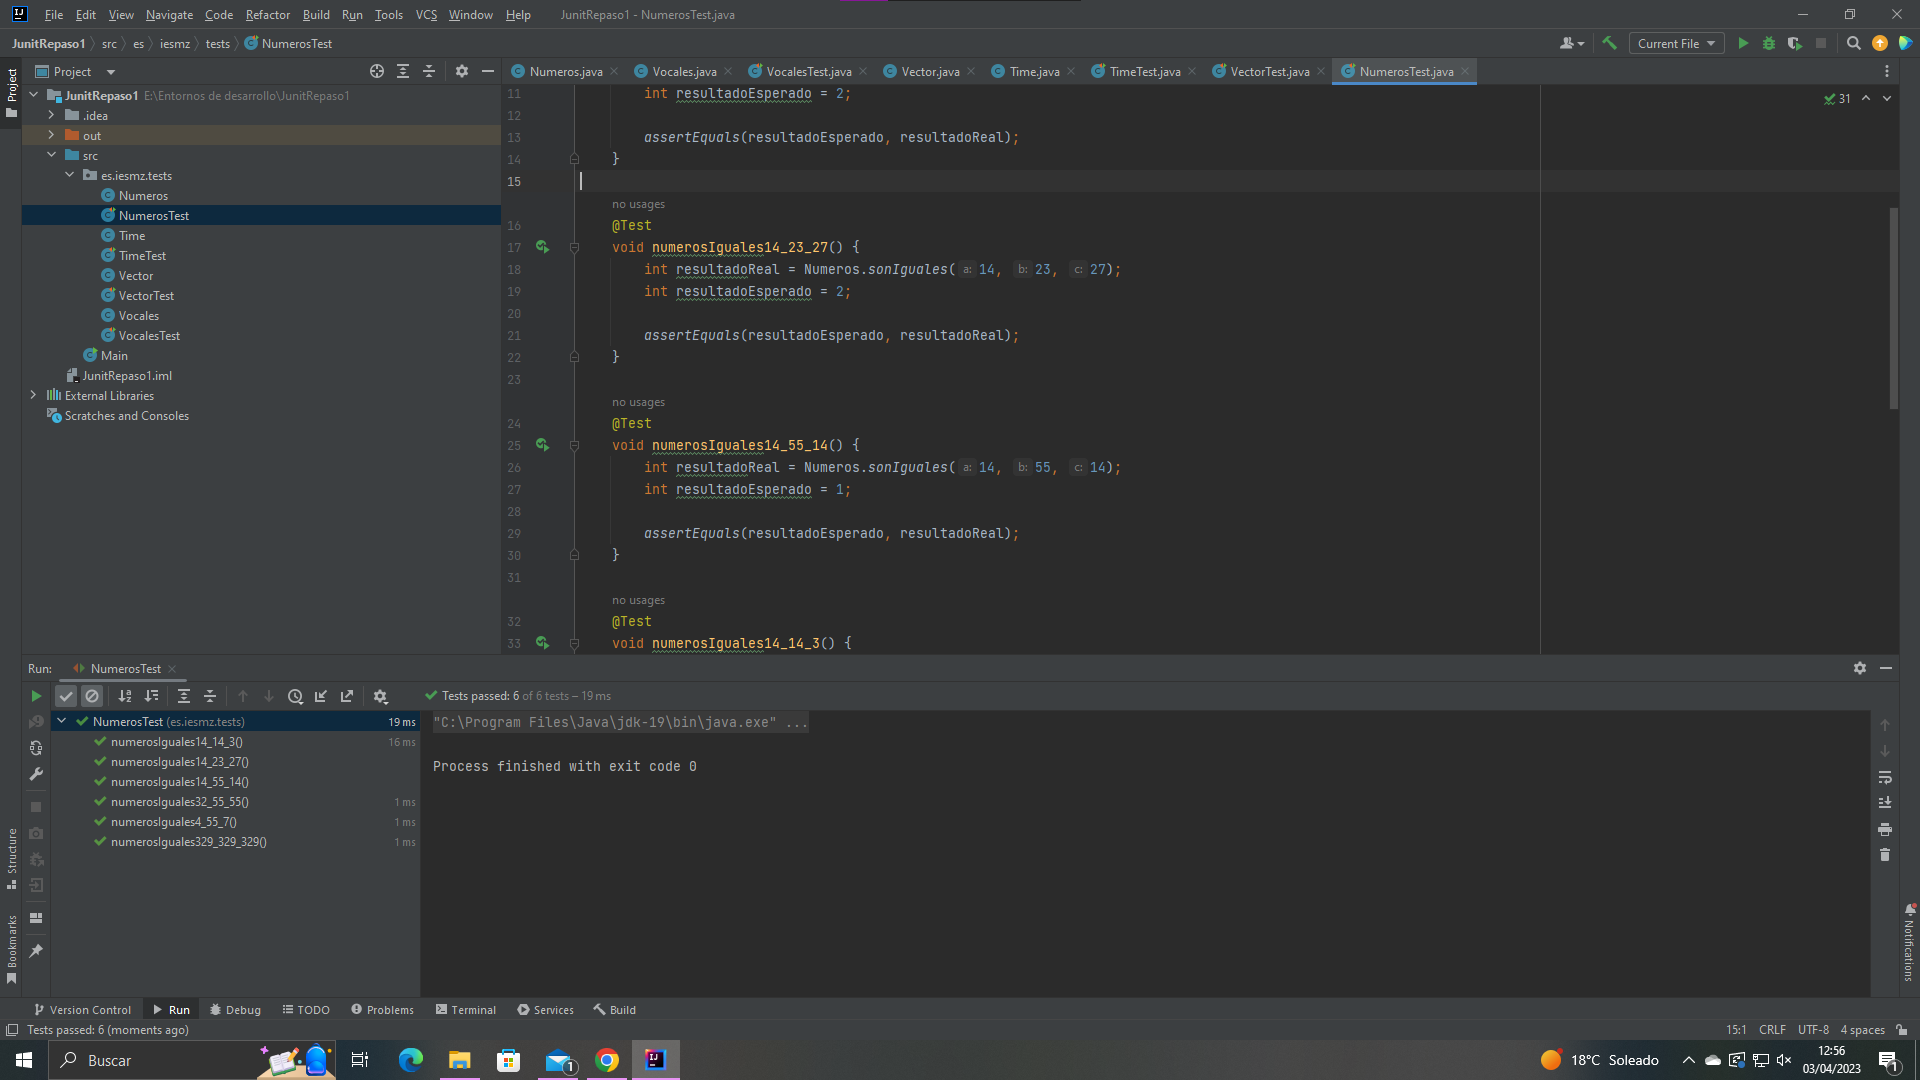 File Edit View Navigate Code Refactor Build Run Tools VCS Window Help JunitRepaso1 - NumerosTest.java
JunitRepaso1 src es iesmz tests NumerosTest
Current File
Project
Project
Numeros.java Vocales.java VocalesTest.java Vector.java Time.java TimeTest.java VectorTest.java NumerosTest.java
JunitRepaso1 E:\Entornos de desarrollo\JunitRepaso1
.idea
out
src
es.iesmz.tests
Numeros
NumerosTest
Time
TimeTest
Vector
VectorTest
Vocales
VocalesTest
Main
JunitRepaso1.iml
External Libraries
Scratches and Consoles
31
11 int resultadoEsperado = 2;
12
13 assertEquals(resultadoEsperado, resultadoReal);
14 }
15
no usages
16 @Test
17 void numerosIguales14_23_27() {
18 int resultadoReal = Numeros.sonIguales( a: 14, b: 23, c: 27);
19 int resultadoEsperado = 2;
20
21 assertEquals(resultadoEsperado, resultadoReal);
22 }
23
no usages
24 @Test
25 void numerosIguales14_55_14() {
26 int resultadoReal = Numeros.sonIguales( a: 14, b: 55, c: 14);
27 int resultadoEsperado = 1;
28
29 assertEquals(resultadoEsperado, resultadoReal);
30 }
31
no usages
32 @Test
33 void numerosIguales14_14_3() {
Run: NumerosTest
Tests passed: 6 of 6 tests – 19 ms
NumerosTest (es.iesmz.tests) 19 ms
numerosIguales14_14_3() 16 ms
numerosIguales14_23_27()
numerosIguales14_55_14()
numerosIguales32_55_55() 1 ms
numerosIguales4_55_7() 1 ms
numerosIguales329_329_329() 1 ms
"C:\Program Files\Java\jdk-19\bin\java.exe" ...
Process finished with exit code 0
Structure
Bookmarks
Notifications
Version Control Run Debug TODO Problems Terminal Services Build
Tests passed: 6 (moments ago)
15:1 CRLF UTF-8 4 spaces
Buscar
1
18°C Soleado
12:56
03/04/2023
1